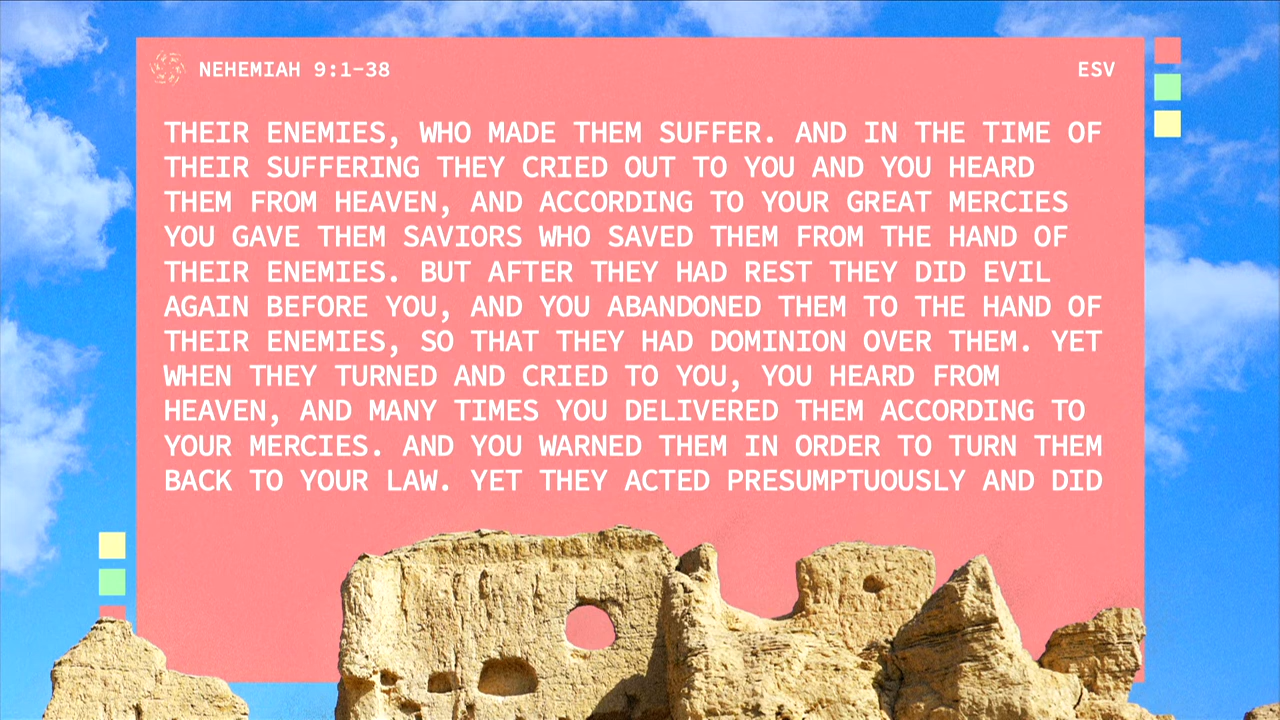 NEHEMIAH 9:1-38
ESV
THEIR ENEMIES, WHO MADE THEM SUFFER. AND IN THE TIME OF
THEIR SUFFERING THEY CRIED OUT TO YOU AND YOU HEARD
THEM FROM HEAVEN, AND ACCORDING TO YOUR GREAT MERCIES
YOU GAVE THEM SAVIORS WHO SAVED THEM FROM THE HAND OF
THEIR ENEMIES. BUT AFTER THEY HAD REST THEY DID EVIL
AGAIN BEFORE YOU, AND YOU ABANDONED THEM TO THE HAND OF
THEIR ENEMIES, SO THAT THEY HAD DOMINION OVER THEM. YET
WHEN THEY TURNED AND CRIED TO YOU, YOU HEARD FROM
HEAVEN, AND MANY TIMES YOU DELIVERED THEM ACCORDING TO
YOUR MERCIES. AND YOU WARNED THEM IN ORDER TO TURN THEM
BACK TO YOUR LAW. YET THEY ACTED PRESUMPTUOUSLY AND DID